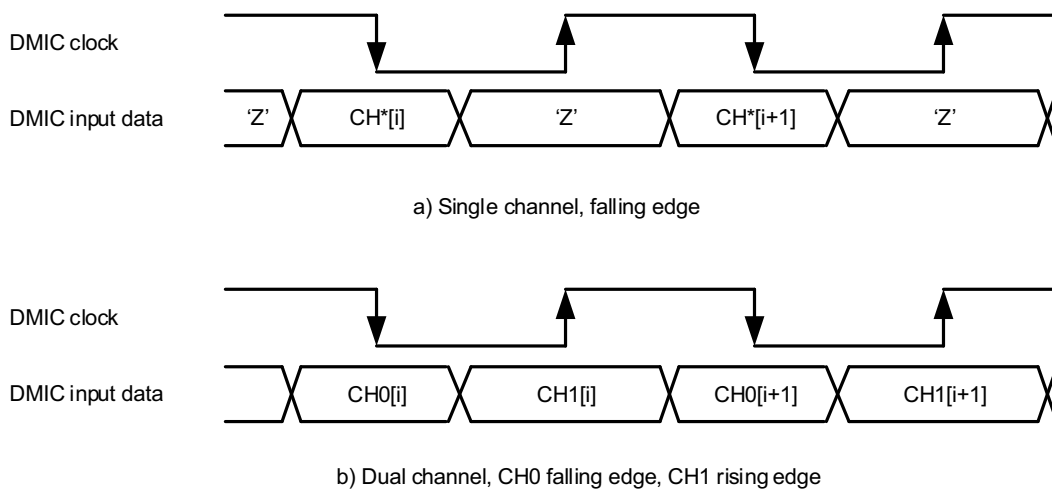 DMIC clock
DMIC input data
‘Z’ CH*[i] ‘Z’ CH*[i+1] ‘Z’
a) Single channel, falling edge
DMIC clock
DMIC input data
CH0[i] CH1[i] CH0[i+1] CH1[i+1]
b) Dual channel, CH0 falling edge, CH1 rising edge